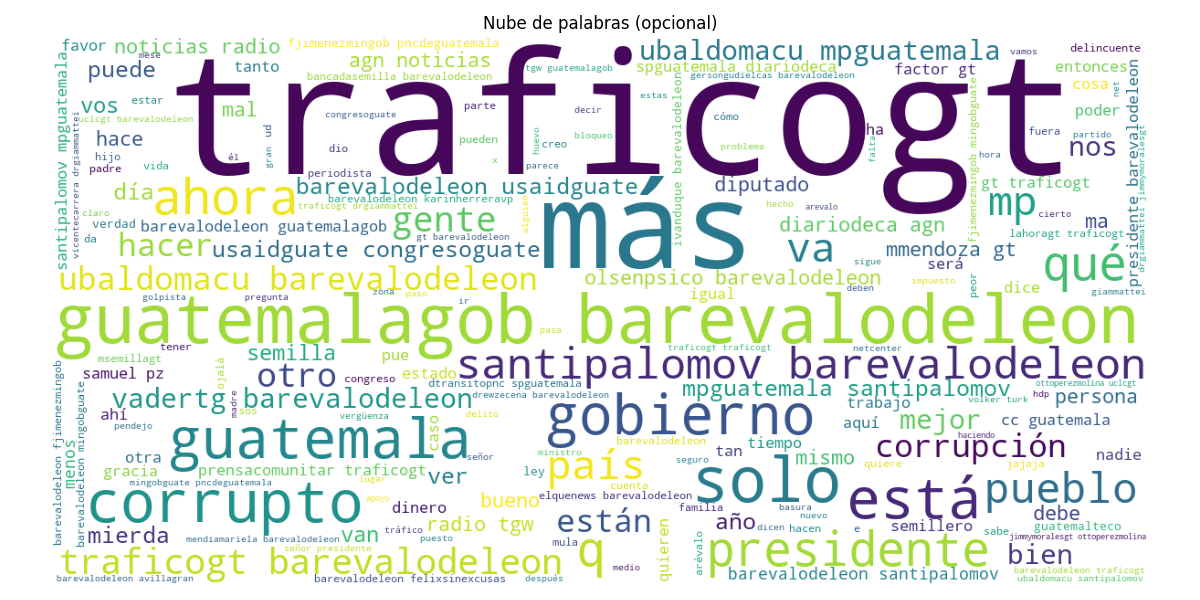 Nube de palabras (opcional)
favor noticias radio fjimenezmingob pncdeguatemala ubaldomacu mpguatemala vamos delincuente
mese agn noticias
puede tanto bancadasemilla barevalodeleon tgw guatemalagob spguatemala diariodeca factor gt entonces
gersongudielcas barevalodeleon cosa
vos estar mal parte decir estas cómo net poder
uclcgt barevalodeleon congresoguate
traficogt
hace gran ud pueden huevo bloqueo problema ha falta fuera partido nos
hijo él dio creo hora
padre vida periodista x parece
santipalomov mpguatemala vicentecarrera drgiammattei
ivanduque barevalodeleon
fjimenezmingob mingobguate
presidente barevalodeleon
drgiammattei jimmymoralesgt
día ahora barevalodeleon usaidguate más diputado gt traficogt
barevalodeleon karinherreravp hecho mp
claro traficogt drgiammattei alguien arevalo cierto
verdad barevalodeleon guatemalagob gente diariodeca agn lahoragt traficogt ma
da gt barevalodeleon
hacer usaidguate congresoguate va mmendoza gt qué
sigue será peor
ubaldomacu barevalodeleon olsenpsico barevalodeleon deben impuesto dice giammattei
golpista pregunta zona paso ir igual
guatemalagob barevalodeleon
pasa
tener semilla pue traficogt traficogt netcenter
msemillagt ojalá otro santipalomov barevalodeleon
samuel pz congreso estado
dtransitopnc spguatemala mpguatemala santipalomov ottoperezmolina uclcgt
vadertg barevalodeleon drewzecena barevalodeleon volker turk hdp persona
madre sos vergüenza delito trabajo
ahí gobierno aquí mejor cc guatemala
pendejo guatemala caso señor barevalodeleon tiempo haciendo
barevalodeleon fjimenezmingob
barevalodeleon mingobguate
menos otra ministro tan corrupción nadie
gracia prensacomunitar traficogt ver ley país seguro mismo quiere jajaja
mingobguate pncdeguatemala lugar cuenta solo
corrupto apoyo dinero bueno elquenews barevalodeleon familia basura está pueblo
mierda tráfico puesto radio tgw están año nuevo debe
mendiamariela barevalodeleon van mula dicen hacen e semillero sabe guatemalteco
señor presidente quieren arévalo jimmymoralesgt ottoperezmolina
traficogt barevalodeleon q presidente bien
medio barevalodeleon traficogt
barevalodeleon avillagran barevalodeleon felixsinexcusas después barevalodeleon santipalomov ubaldomacu santipalomov